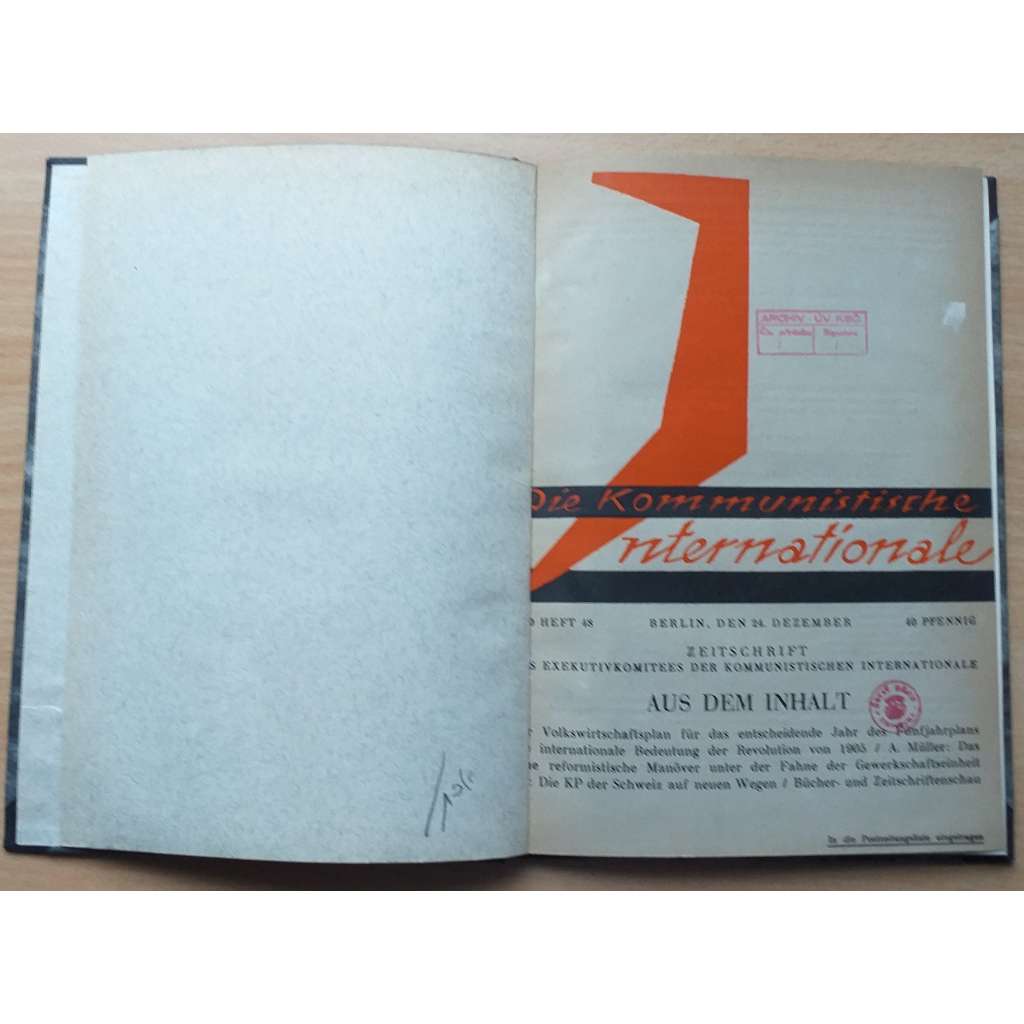 ARCHIV ÚV KSČ
Die Kommunistische
Internationale
HEFT 48 BERLIN, DEN 24. DEZEMBER 40 PFENNIG
ZEITSCHRIFT
EXEKUTIVKOMITEES DER KOMMUNISTISCHEN INTERNATIONALE
AUS DEM INHALT
Volkswirtschaftsplan für das entscheidende Jahr des Fünfjahrplans
internationale Bedeutung der Revolution von 1905 / A. Müller: Das
reformistische Manöver unter der Fahne der Gewerkschaftseinheit
Die KP der Schweiz auf neuen Wegen / Bücher- und Zeitschriftenschau
In die Postzeitungsliste eingetragen